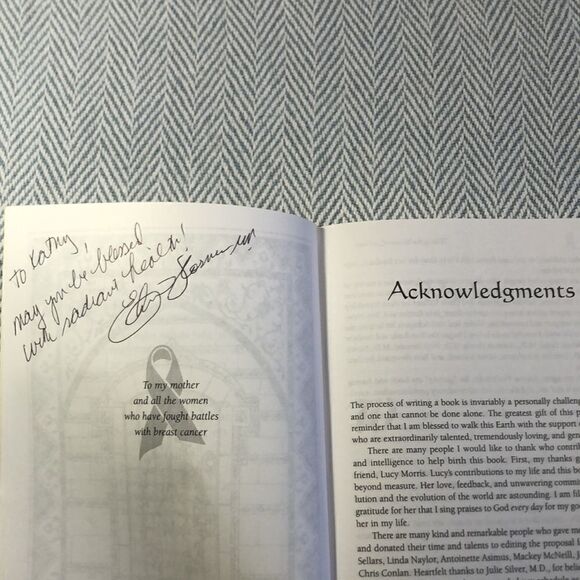 To Kathy,
may you be blessed
with radiant health!
To my mother
and all the women
who have fought battles
with breast cancer
Acknowledgments
The process of writing a book is invariably a personally challeng
and one that cannot be done alone. The greatest gift of this p
reminder that I am blessed to walk this Earth with the support
who are extraordinarily talented, tremendously loving, and gen
There are many people I would like to thank who contri
and intelligence to help birth this book. First, my thanks g
friend, Lucy Morris. Lucy's contributions to my life and this b
beyond measure. Her love, feedback, and unwavering comm
lution and the evolution of the world are astounding. I am fi
gratitude for her that I sing praises to God every day for my go
her in my life.
There are many kind and remarkable people who gave m
and donated their time and talents to editing the proposal
Sellars, Linda Naylor, Antoinette Asimus, Mackey McNeill, J
Chris Conlan. Heartfelt thanks to Julie Silver, M.D., for belie